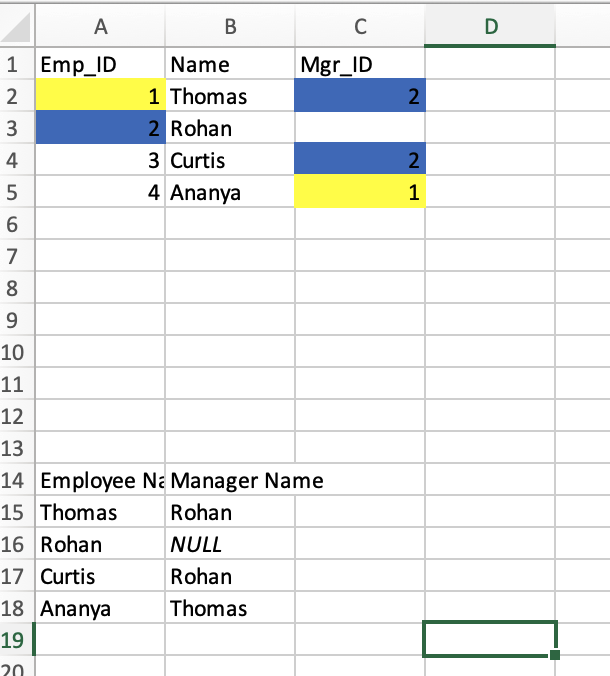 A B C D
1 Emp_ID Name Mgr_ID
2 1 Thomas 2
3 2 Rohan
4 3 Curtis 2
5 4 Ananya 1
6
7
8
9
10
11
12
13
14 Employee Na Manager Name
15 Thomas Rohan
16 Rohan NULL
17 Curtis Rohan
18 Ananya Thomas
19
20